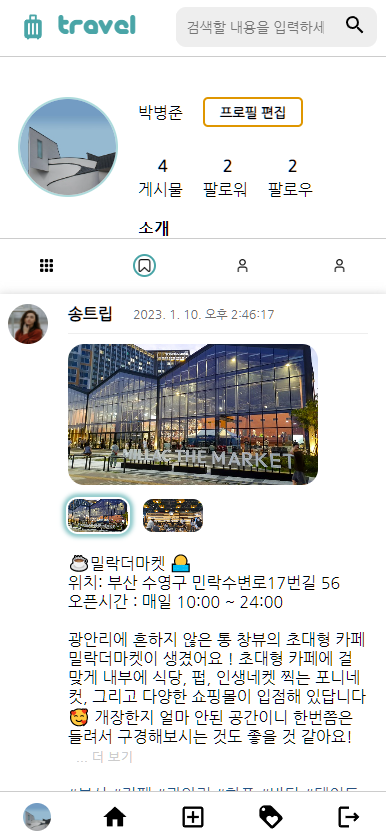 travel
검색할 내용을 입력하세
박병준
프로필 편집
4
2
2
게시물
팔로워
팔로우
소개
송트립
2023. 1. 10. 오후 2:46:17
MILLAC THE MARKET
☕밀락더마켓 🤷
위치: 부산 수영구 민락수변로17번길 56
오픈시간 : 매일 10:00 ~ 24:00
광안리에 흔하지 않은 통 창뷰의 초대형 카페
밀락더마켓이 생겼어요 ! 초대형 카페에 걸
맞게 내부에 식당, 펍, 인생네켓 찍는 포니네
컷, 그리고 다양한 쇼핑몰이 입점해 있답니다
🥰 개장한지 얼마 안된 공간이니 한번쯤은
들려서 구경해보시는 것도 좋을 것 같아요!
... 더 보기